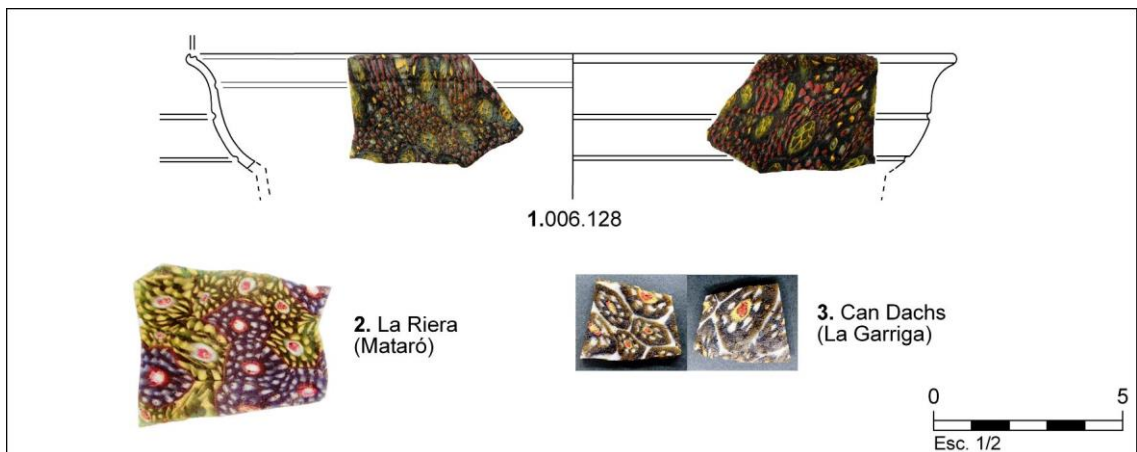 1.006.128
2. La Riera
(Mataró)
3. Can Dachs
(La Garriga)
0 5
Esc. 1/2